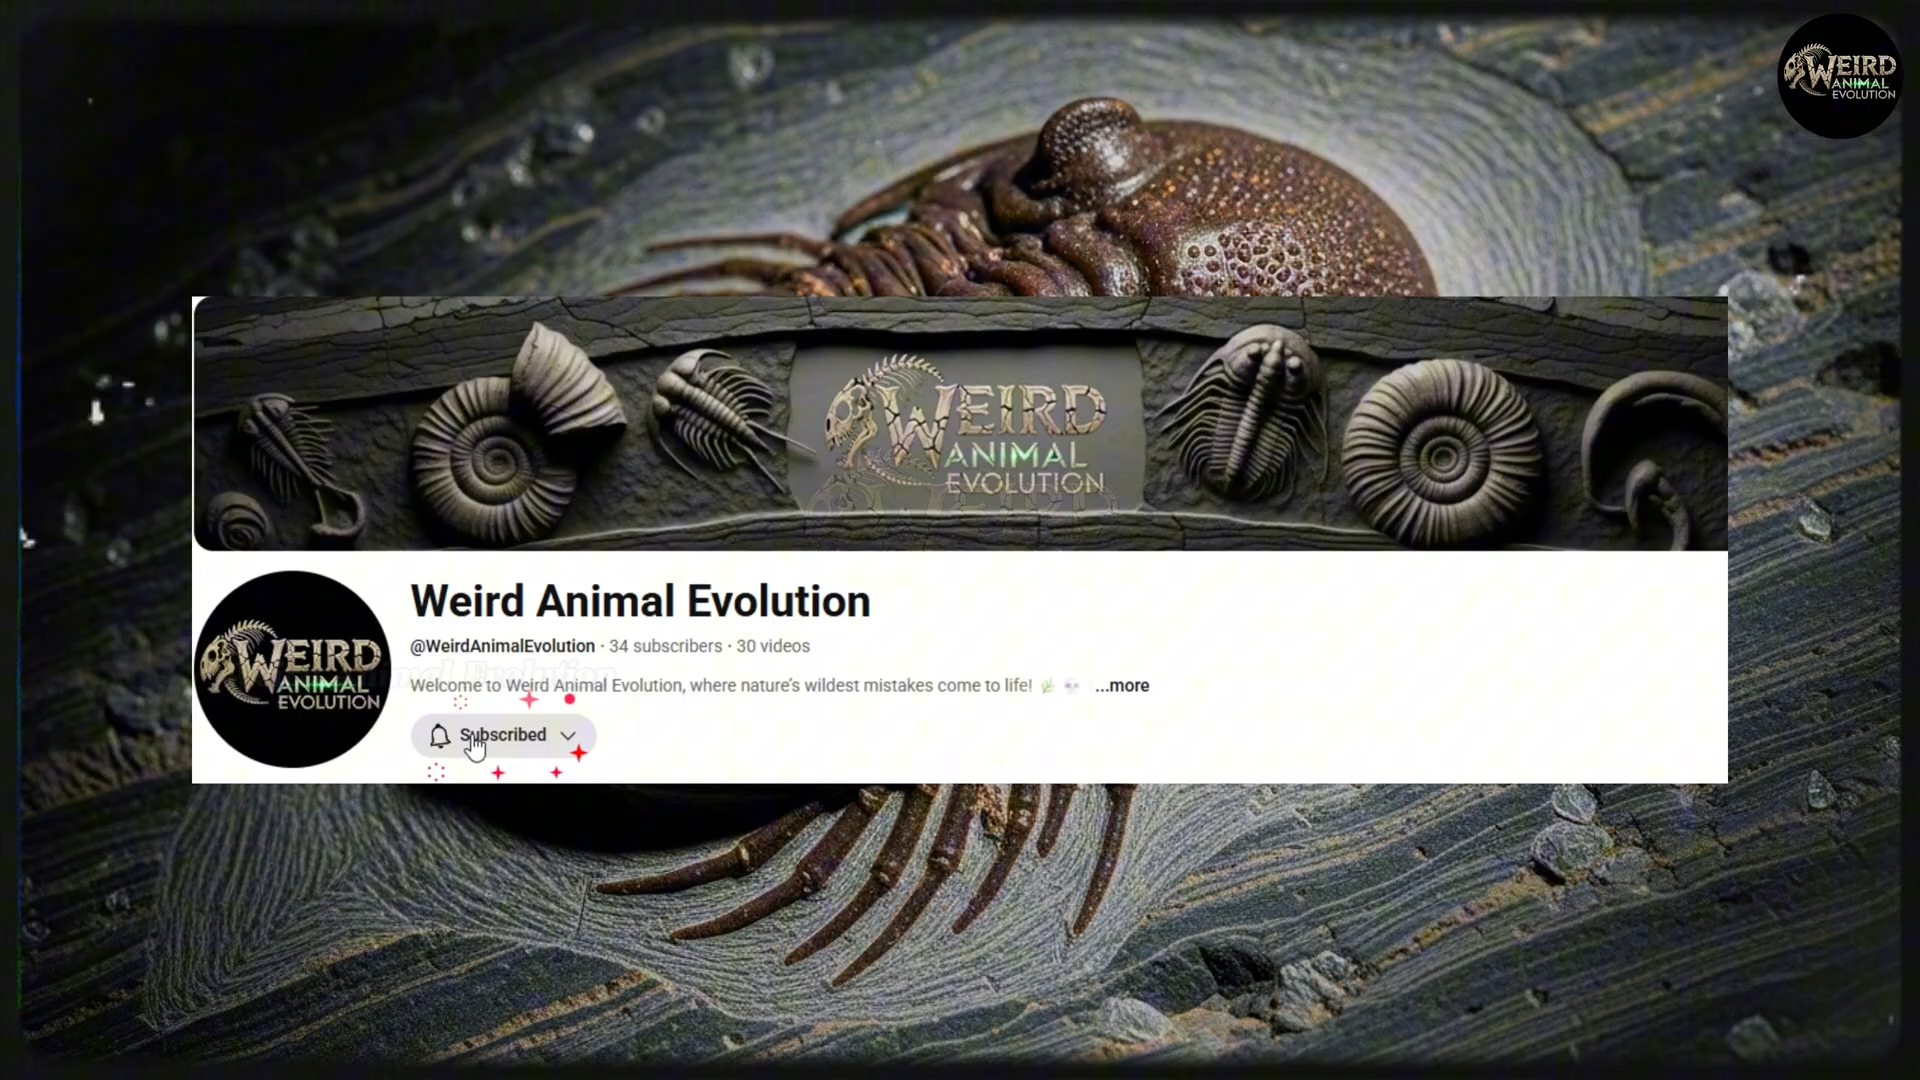 WEIRD
ANIMAL
EVOLUTION
WEIRD
ANIMAL
EVOLUTION
Weird Animal Evolution
@WeirdAnimalEvolution · 34 subscribers · 30 videos
Welcome to Weird Animal Evolution, where nature's wildest mistakes come to life! 🌿 💀 ...more
WEIRD
ANIMAL
EVOLUTION
Subscribed